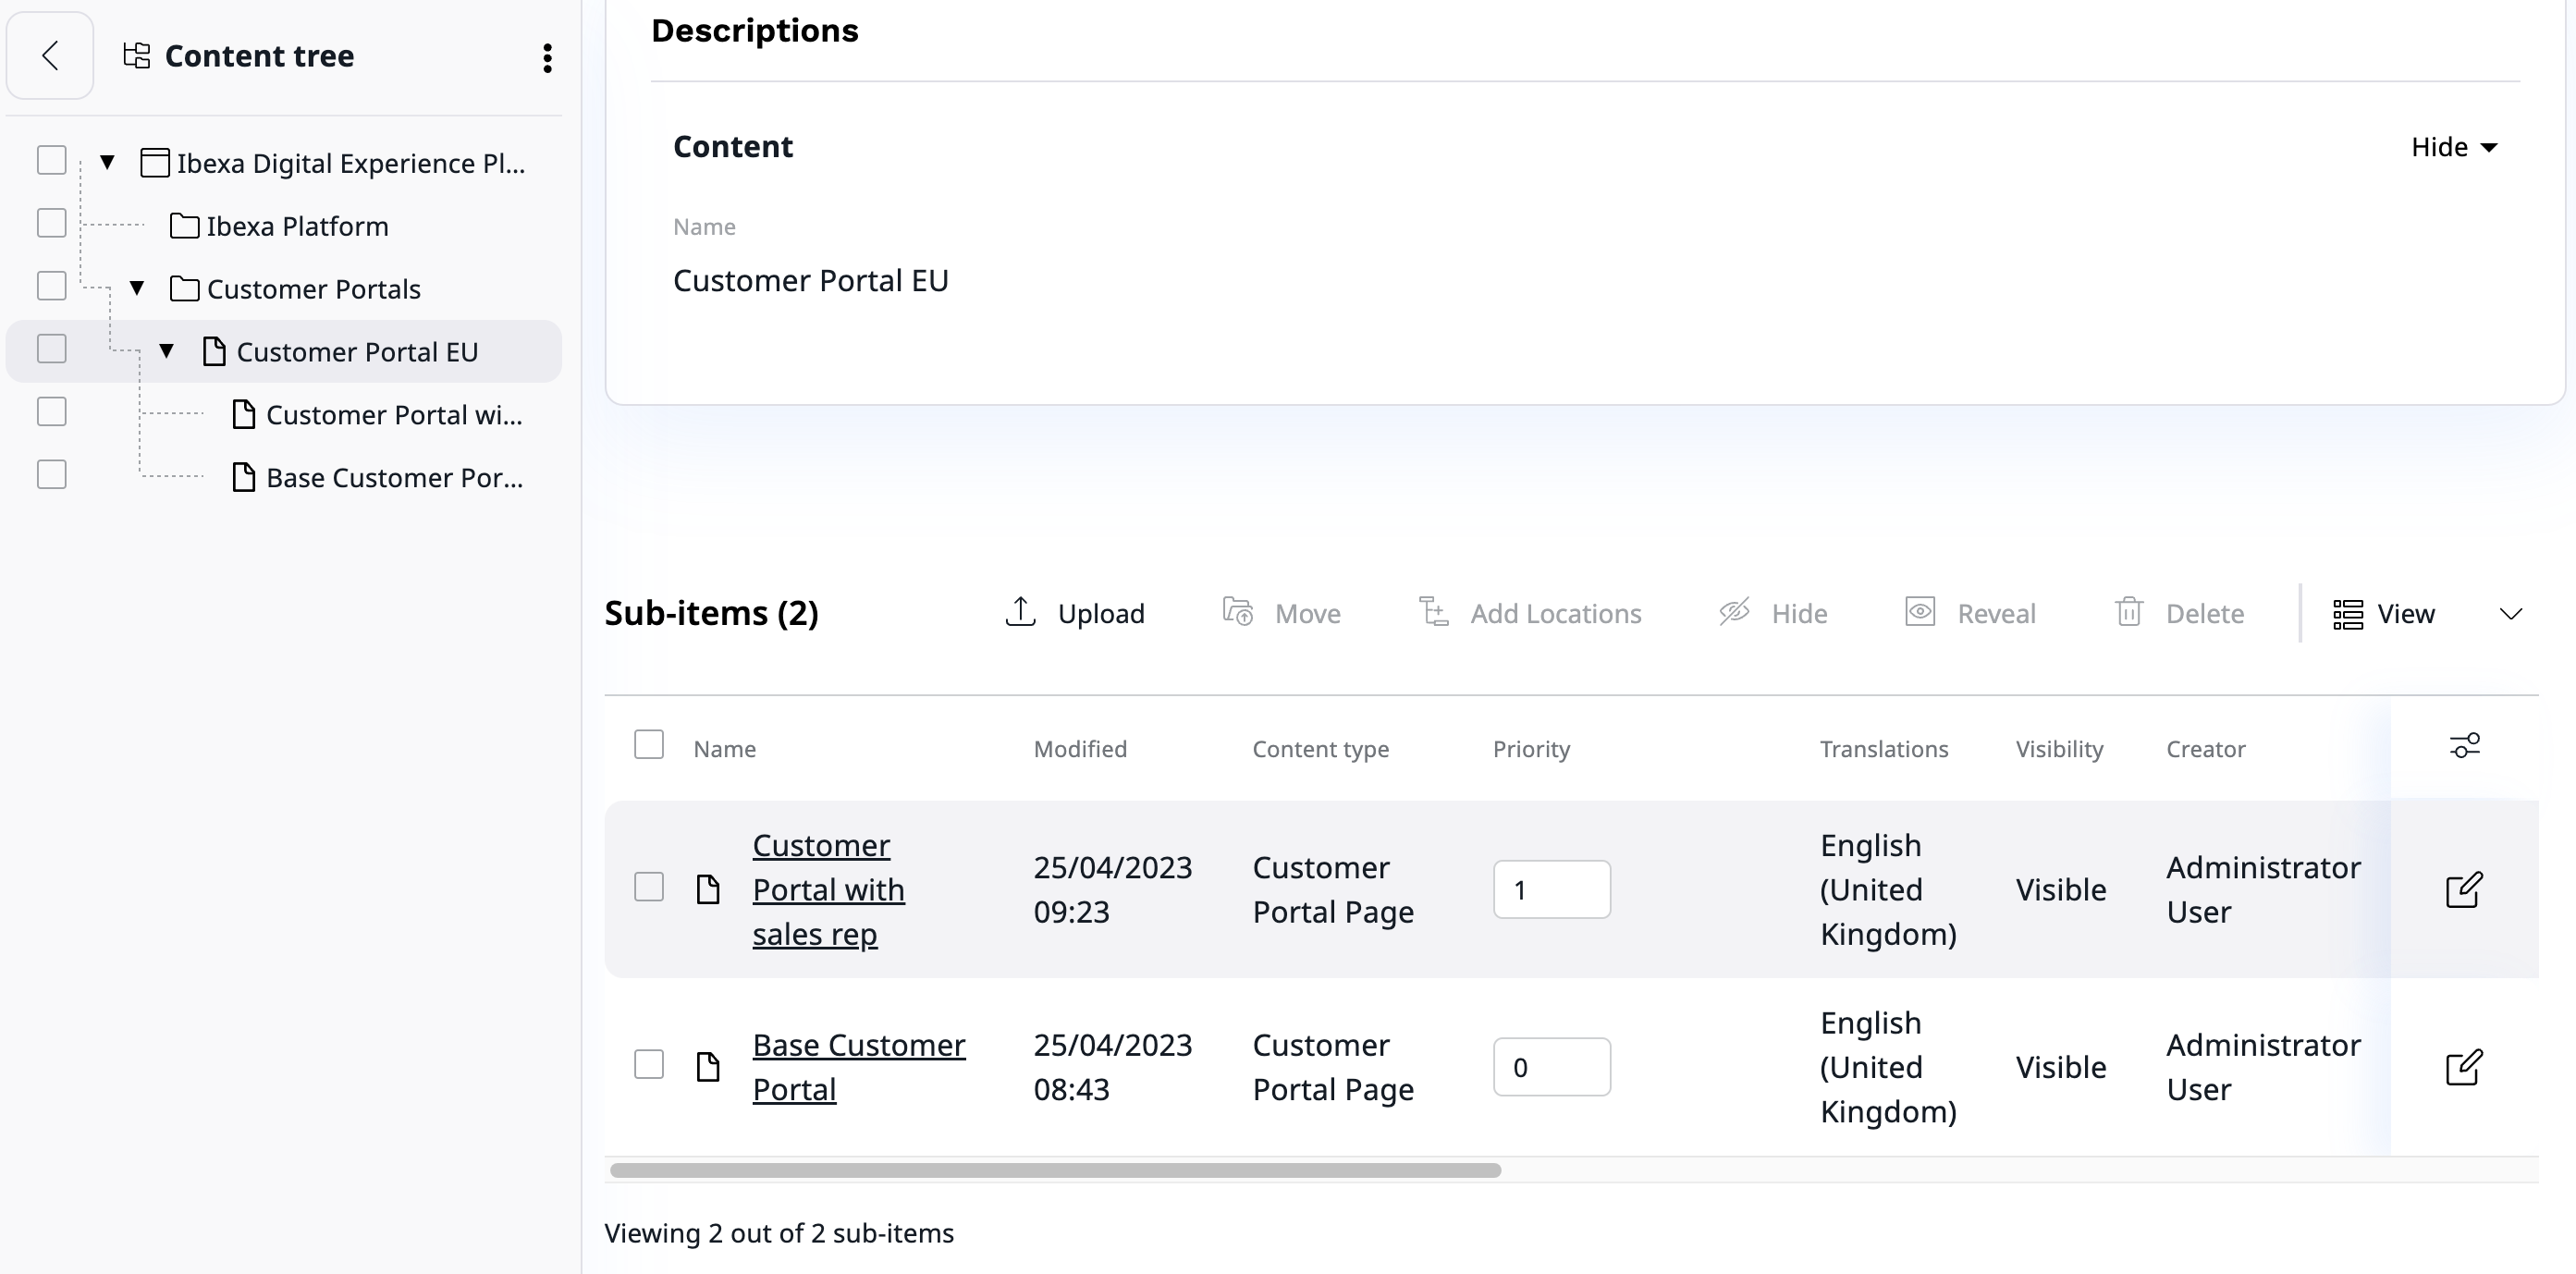 Content tree
Ibexa Digital Experience Pl...
Ibexa Platform
Customer Portals
Customer Portal EU
Customer Portal wi...
Base Customer Por...
Descriptions
Content
Hide
Name
Customer Portal EU
Sub-items (2)
Upload
Move
Add Locations
Hide
Reveal
Delete
View
Name Modified Content type Priority Translations Visibility Creator
Customer
Portal with
sales rep
25/04/2023
09:23
Customer
Portal Page
1
English
(United
Kingdom)
Visible
Administrator
User
Base Customer
Portal
25/04/2023
08:43
Customer
Portal Page
0
English
(United
Kingdom)
Visible
Administrator
User
Viewing 2 out of 2 sub-items